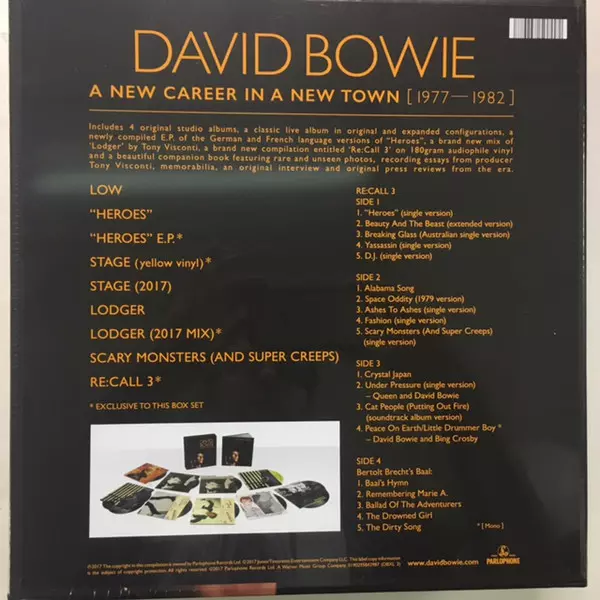 DAVID BOWIE
A NEW CAREER IN A NEW TOWN [1977—1982]
Includes 4 original studio albums, a classic live album in original and expanded configurations, a
newly compiled E.P. of the German and French language versions of "Heroes", a brand new mix of
'Lodger' by Tony Visconti, a brand new compilation entitled 'Re:Call 3' on 180gram audiophile vinyl
and a beautiful companion book featuring rare and unseen photos, recording essays from producer
Tony Visconti, memorabilia, an original interview and original press reviews from the era.
LOW
"HEROES"
"HEROES" E.P.*
STAGE (yellow vinyl)*
STAGE (2017)
LODGER
LODGER (2017 MIX)*
SCARY MONSTERS (AND SUPER CREEPS)
RE:CALL 3*
* EXCLUSIVE TO THIS BOX SET
RE:CALL 3
SIDE 1
1. "Heroes" (single version)
2. Beauty And The Beast (extended version)
3. Breaking Glass (Australian single version)
4. Yassassin (single version)
5. D.J. (single version)
SIDE 2
1. Alabama Song
2. Space Oddity (1979 version)
3. Ashes To Ashes (single version)
4. Fashion (single version)
5. Scary Monsters (And Super Creeps)
(single version)
SIDE 3
1. Crystal Japan
2. Under Pressure (single version)
– Queen and David Bowie
3. Cat People (Putting Out Fire)
(soundtrack album version)
4. Peace On Earth/Little Drummer Boy *
– David Bowie and Bing Crosby
SIDE 4
Bertolt Brecht's Baal:
1. Baal's Hymn
2. Remembering Marie A.
3. Ballad Of The Adventurers
4. The Drowned Girl
5. The Dirty Song
* [Mono]
DAVID
BOWIE
www.davidbowie.com
PARLOPHONE